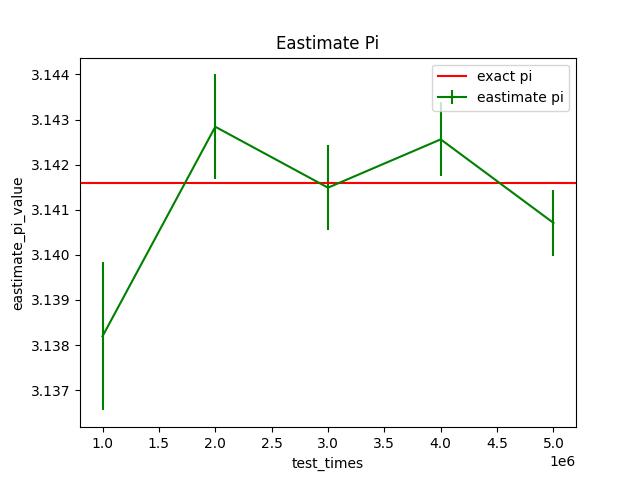 Eastimate Pi
exact pi
eastimate pi
eastimate_pi_value
3.144
3.143
3.142
3.141
3.140
3.139
3.138
3.137
1.0 1.5 2.0 2.5 3.0 3.5 4.0 4.5 5.0
1e6
test_times